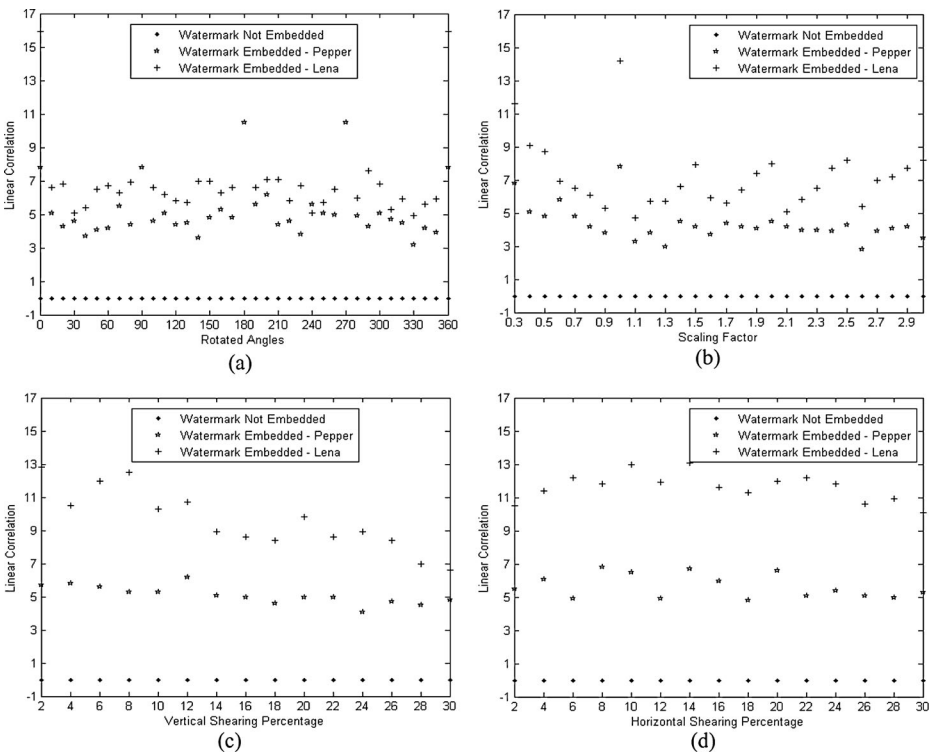 17
15
13
11
9
7
5
3
1
-1
Linear Correlation
Watermark Not Embedded
Watermark Embedded - Pepper
Watermark Embedded - Lena
0 30 60 90 120 150 180 210 240 270 300 330 360
Rotated Angles
(a)
17
15
13
11
9
7
5
3
1
-1
Linear Correlation
Watermark Not Embedded
Watermark Embedded - Pepper
Watermark Embedded - Lena
0.3 0.5 0.7 0.9 1.1 1.3 1.5 1.7 1.9 2.1 2.3 2.5 2.7 2.9
Scaling Factor
(b)
17
15
13
11
9
7
5
3
1
-1
Linear Correlation
Watermark Not Embedded
Watermark Embedded - Pepper
Watermark Embedded - Lena
2 4 6 8 10 12 14 16 18 20 22 24 26 28 30
Vertical Shearing Percentage
(c)
17
15
13
11
9
7
5
3
1
-1
Linear Correlation
Watermark Not Embedded
Watermark Embedded - Pepper
Watermark Embedded - Lena
2 4 6 8 10 12 14 16 18 20 22 24 26 28 30
Horizontal Shearing Percentage
(d)